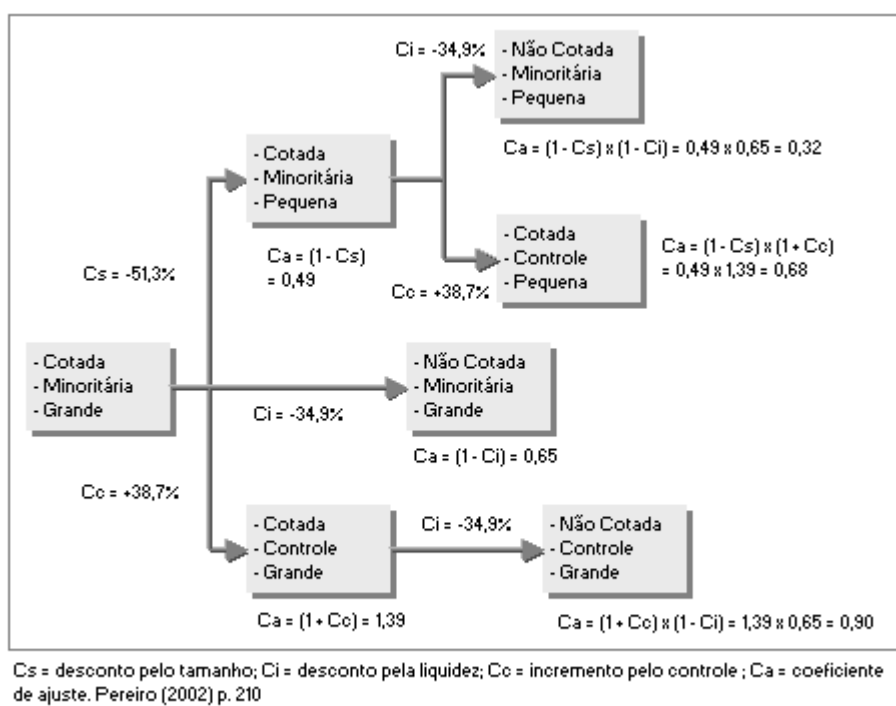 Ci = -34,9%
- Não Cotada
- Minoritária
- Pequena
Ca = (1 - Cs) x (1 - Ci) = 0,49 x 0,65 = 0,32
- Cotada
- Minoritária
- Pequena
Cs = -51,3%
Ca = (1 - Cs)
= 0,49
- Cotada
- Controle
- Pequena
Cc = +38,7%
Ca = (1 - Cs) x (1 + Cc)
= 0,49 x 1,39 = 0,68
- Cotada
- Minoritária
- Grande
Ci = -34,9%
- Não Cotada
- Minoritária
- Grande
Ca = (1 - Ci) = 0,65
Cc = +38,7%
- Cotada
- Controle
- Grande
Ca = (1 + Cc) = 1,39
Ci = -34,9%
- Não Cotada
- Controle
- Grande
Ca = (1 + Cc) x (1 - Ci) = 1,39 x 0,65 = 0,90
Cs = desconto pelo tamanho; Ci = desconto pela liquidez; Cc = incremento pelo controle ; Ca = coeficiente
de ajuste. Pereiro (2002) p. 210